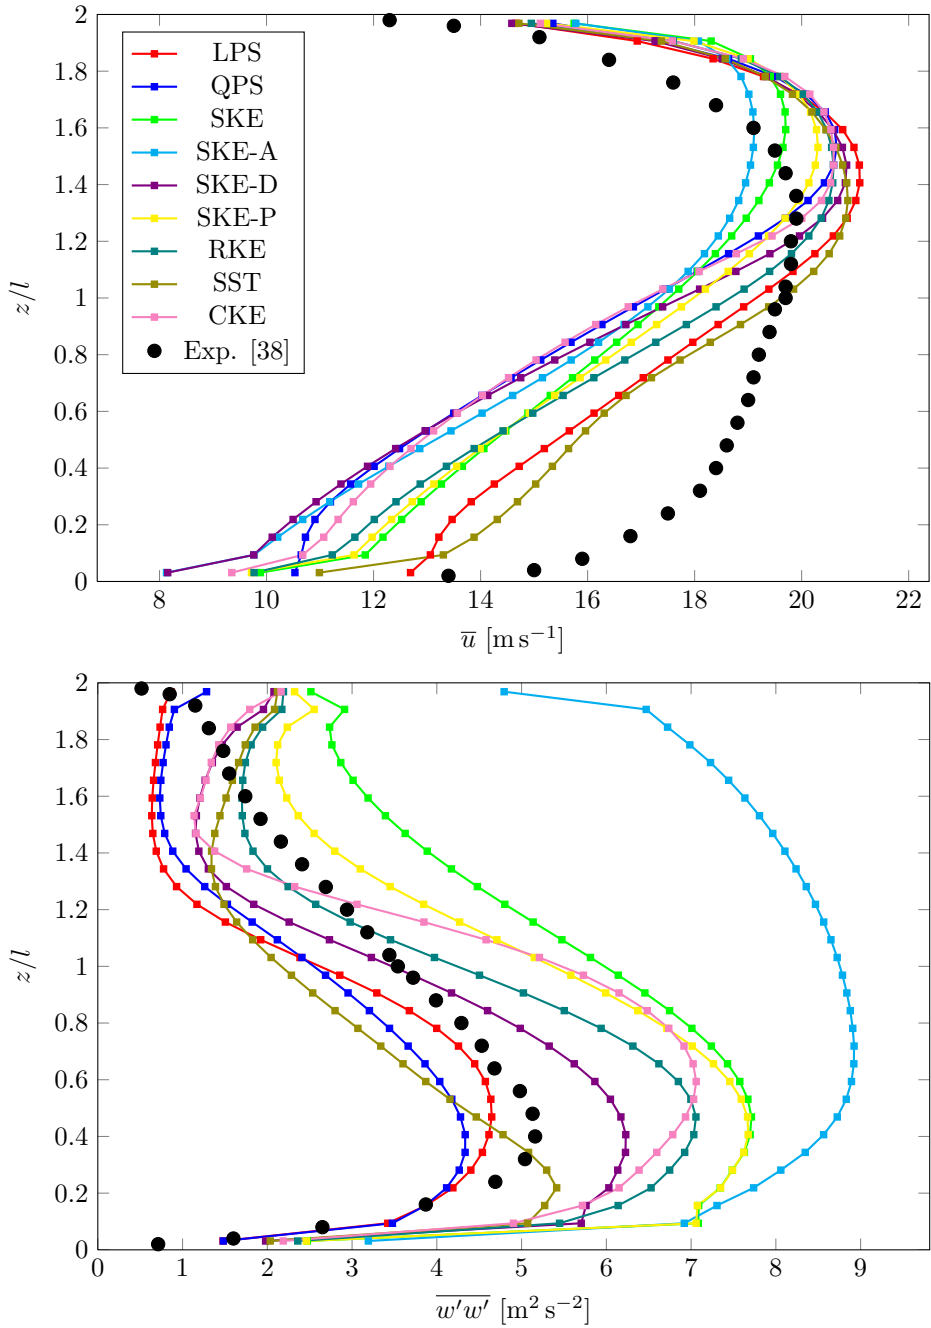 2
1.8
1.6
1.4
1.2
1
0.8
0.6
0.4
0.2
0
z/l
LPS
QPS
SKE
SKE-A
SKE-D
SKE-P
RKE
SST
CKE
Exp. [38]
8 10 12 14 16 18 20 22
u̅ [m s⁻¹]
2
1.8
1.6
1.4
1.2
1
0.8
0.6
0.4
0.2
0
z/l
0 1 2 3 4 5 6 7 8 9
w̅'̅w̅'̅ [m² s⁻²]